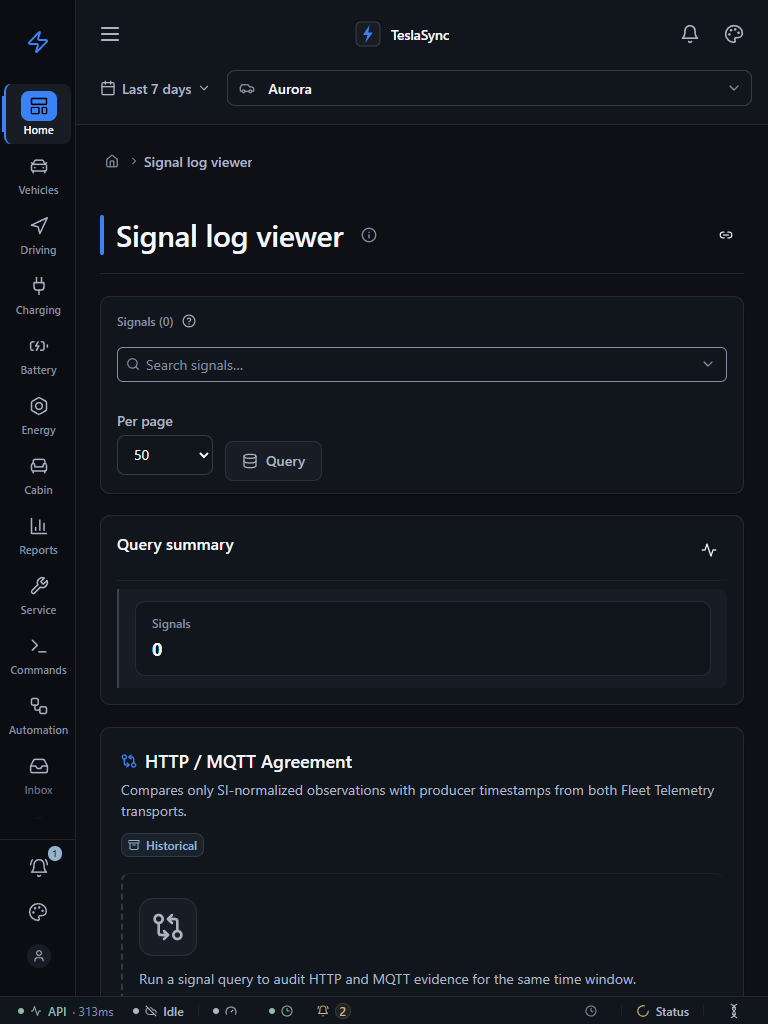 TeslaSync
Last 7 days
Aurora
Home
Vehicles
Driving
Charging
Battery
Energy
Cabin
Reports
Service
Commands
Automation
Inbox
1
Signal log viewer
Signal log viewer
Signals (0)
Search signals...
Per page
50
Query
Query summary
Signals
0
HTTP / MQTT Agreement
Compares only SI-normalized observations with producer timestamps from both Fleet Telemetry
transports.
Historical
Run a signal query to audit HTTP and MQTT evidence for the same time window.
API · 313ms
Idle
2
Status